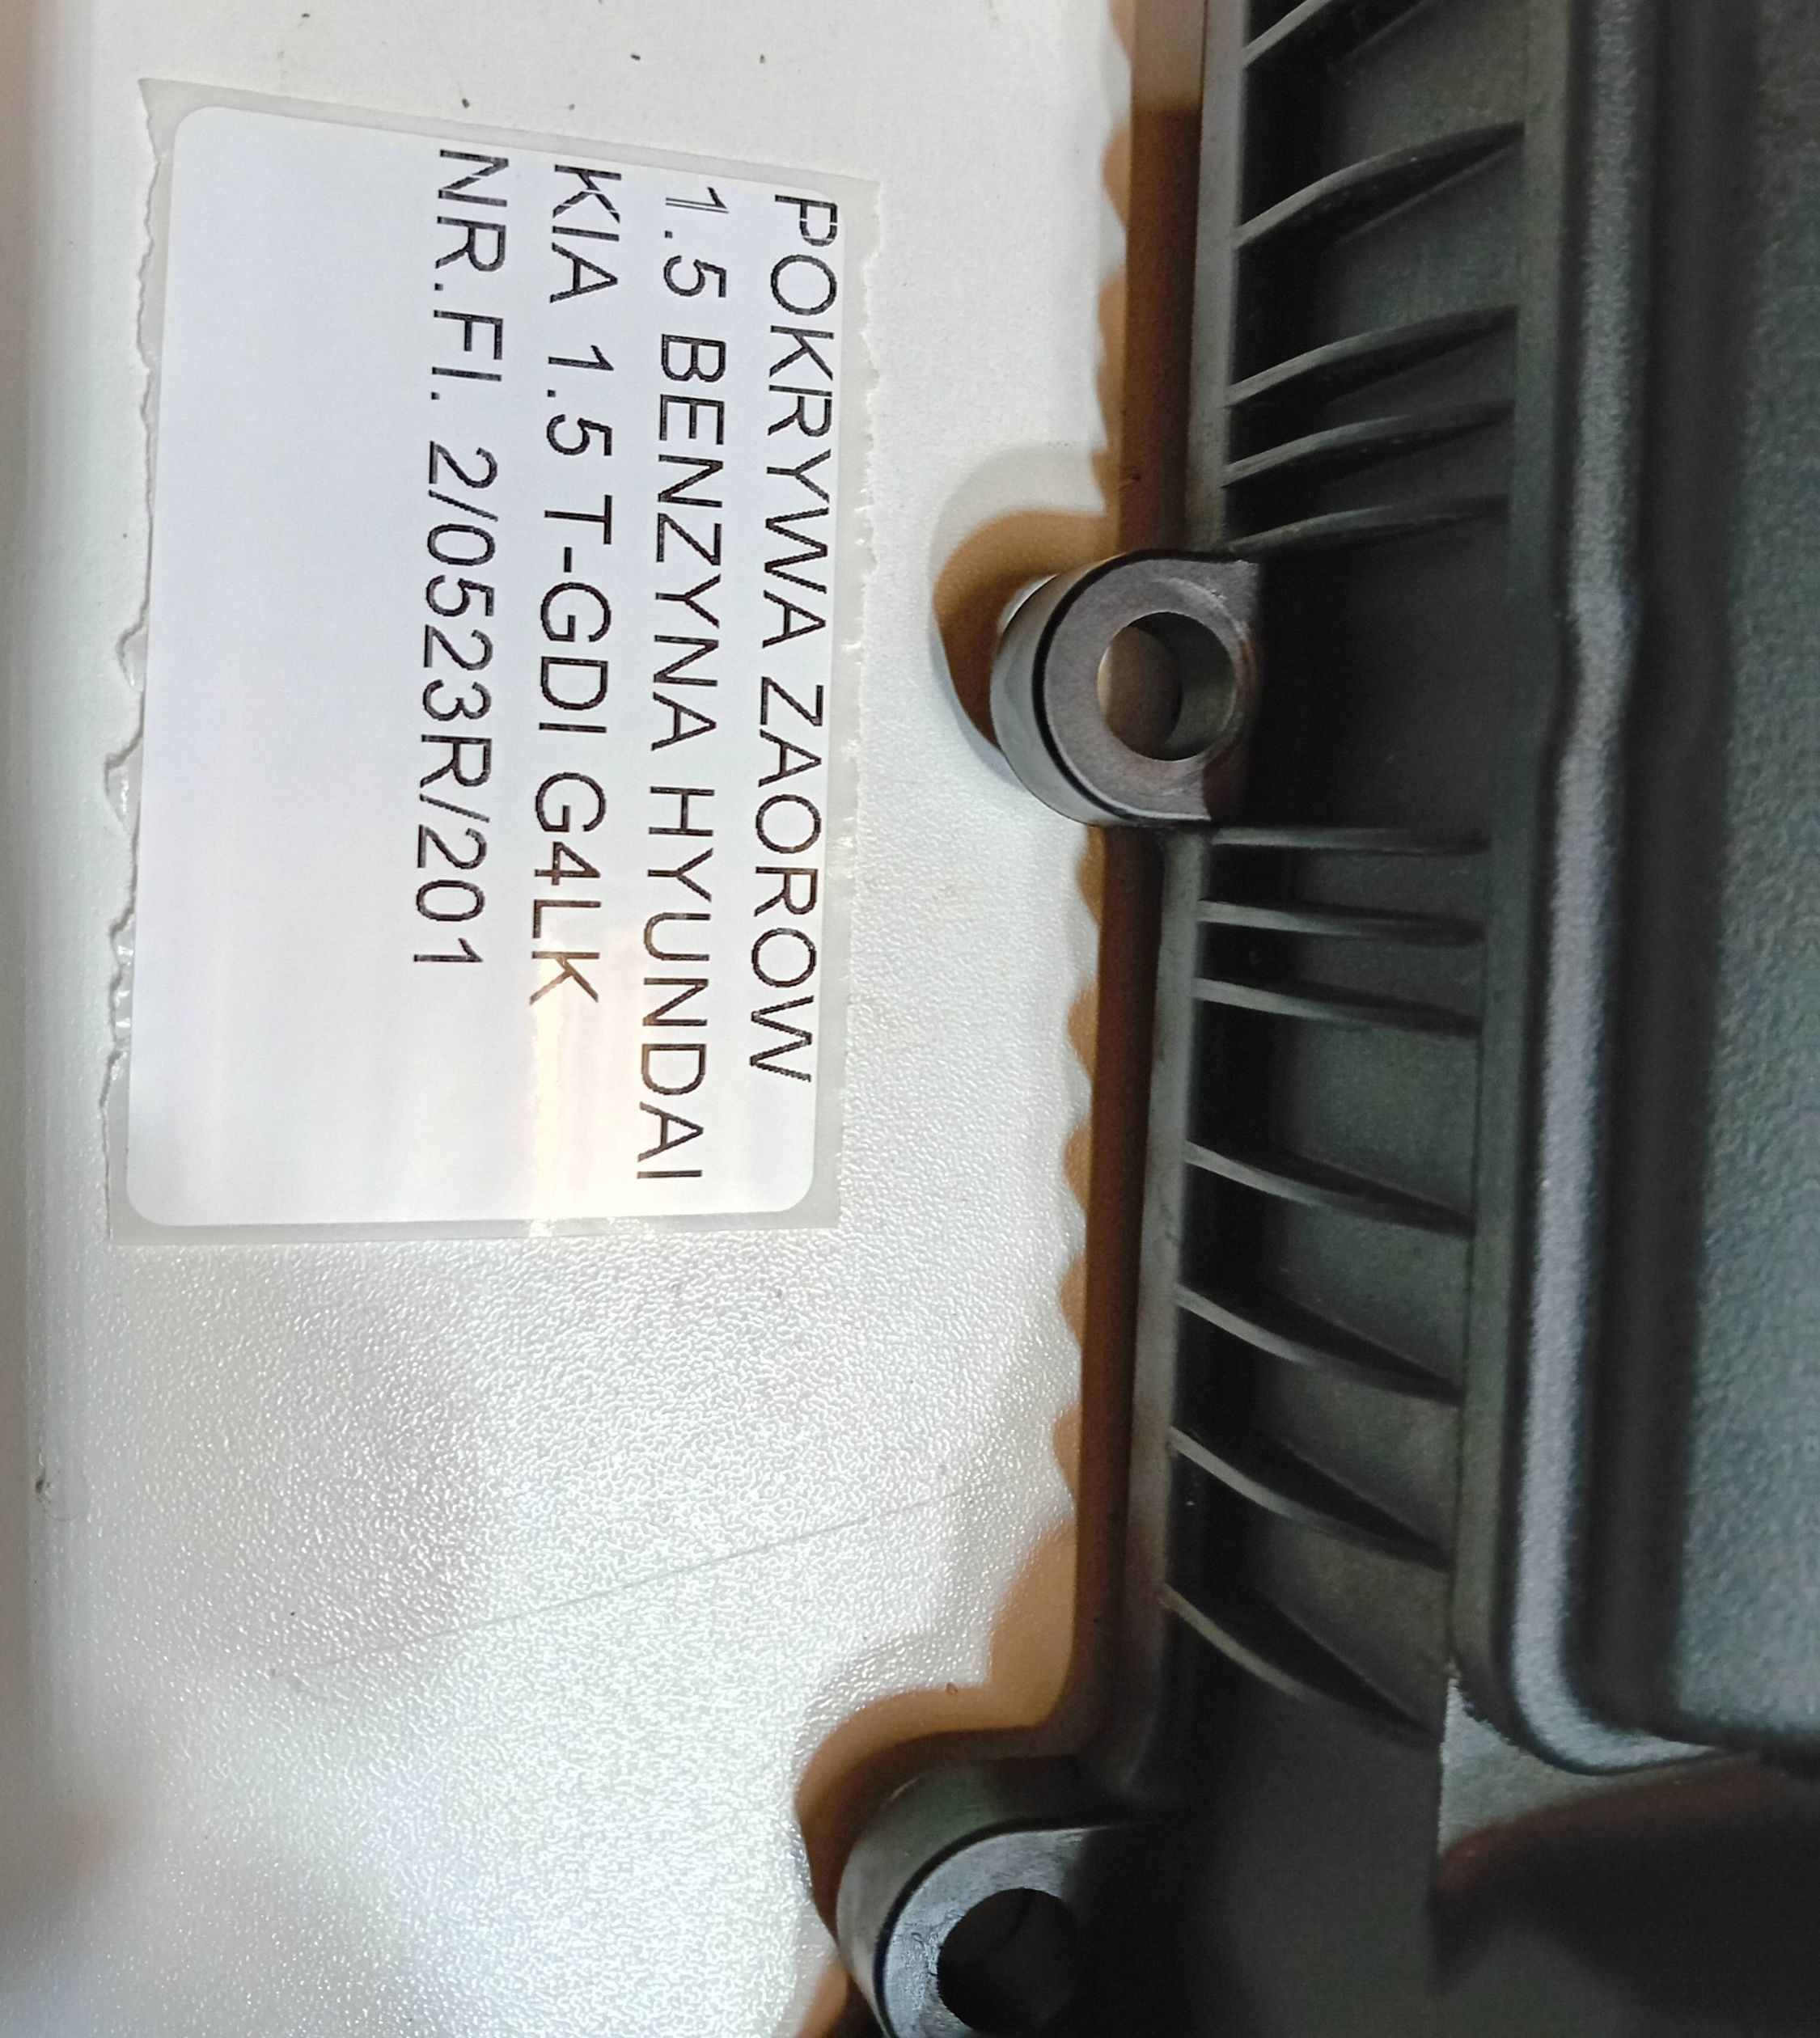 POKRYWA ZAOROW
1.5 BENZYNA HYUNDAI
KIA 1.5 T-GDI G4LK
NR.FI. 2/0523R/201